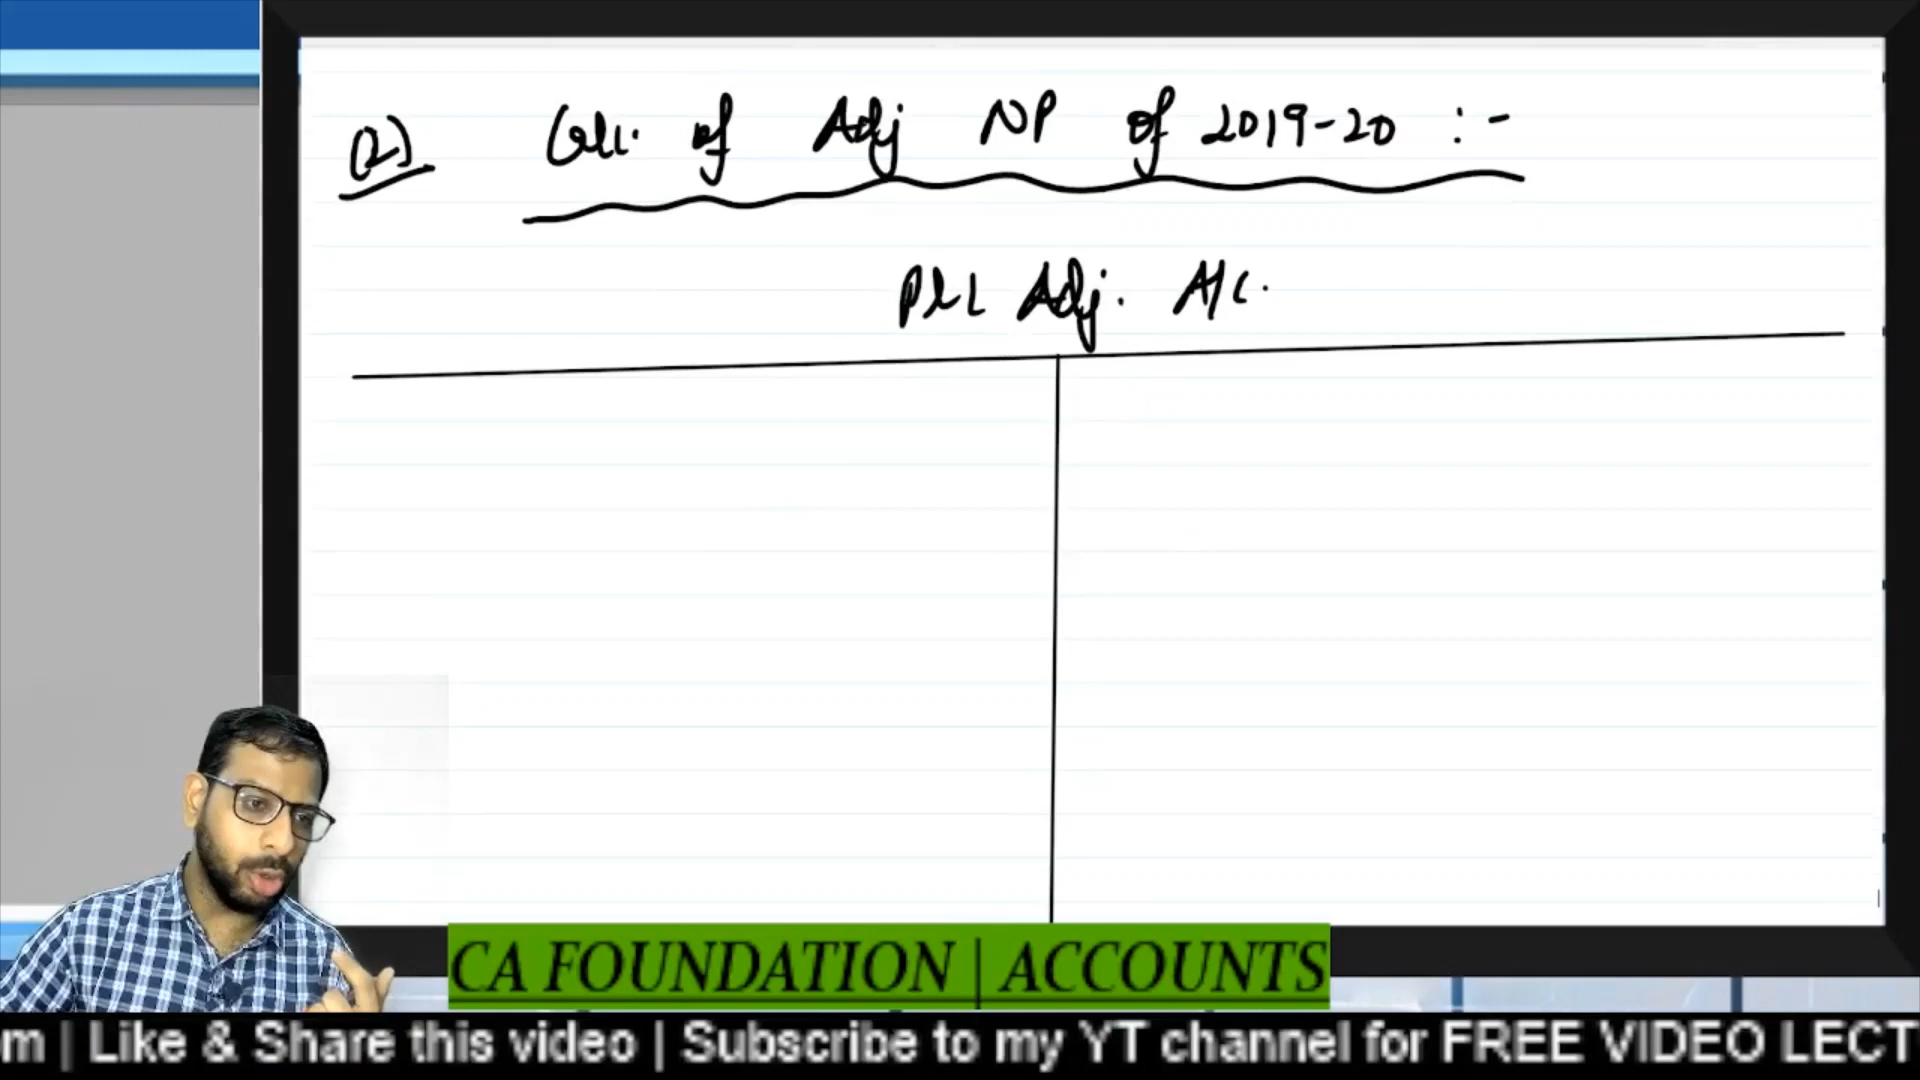 (2) Calc. of Adj NP of 2019-20 :-
P&L Adj. A/c.
CA FOUNDATION | ACCOUNTS
m | Like & Share this video | Subscribe to my YT channel for FREE VIDEO LECT